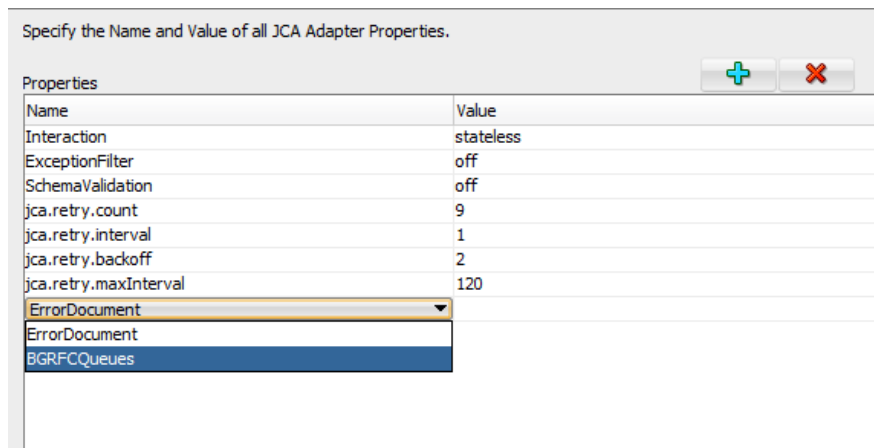 Specify the Name and Value of all JCA Adapter Properties.
Properties
Name Value
Interaction stateless
ExceptionFilter off
SchemaValidation off
jca.retry.count 9
jca.retry.interval 1
jca.retry.backoff 2
jca.retry.maxInterval 120
ErrorDocument
ErrorDocument
BGRFCQueues